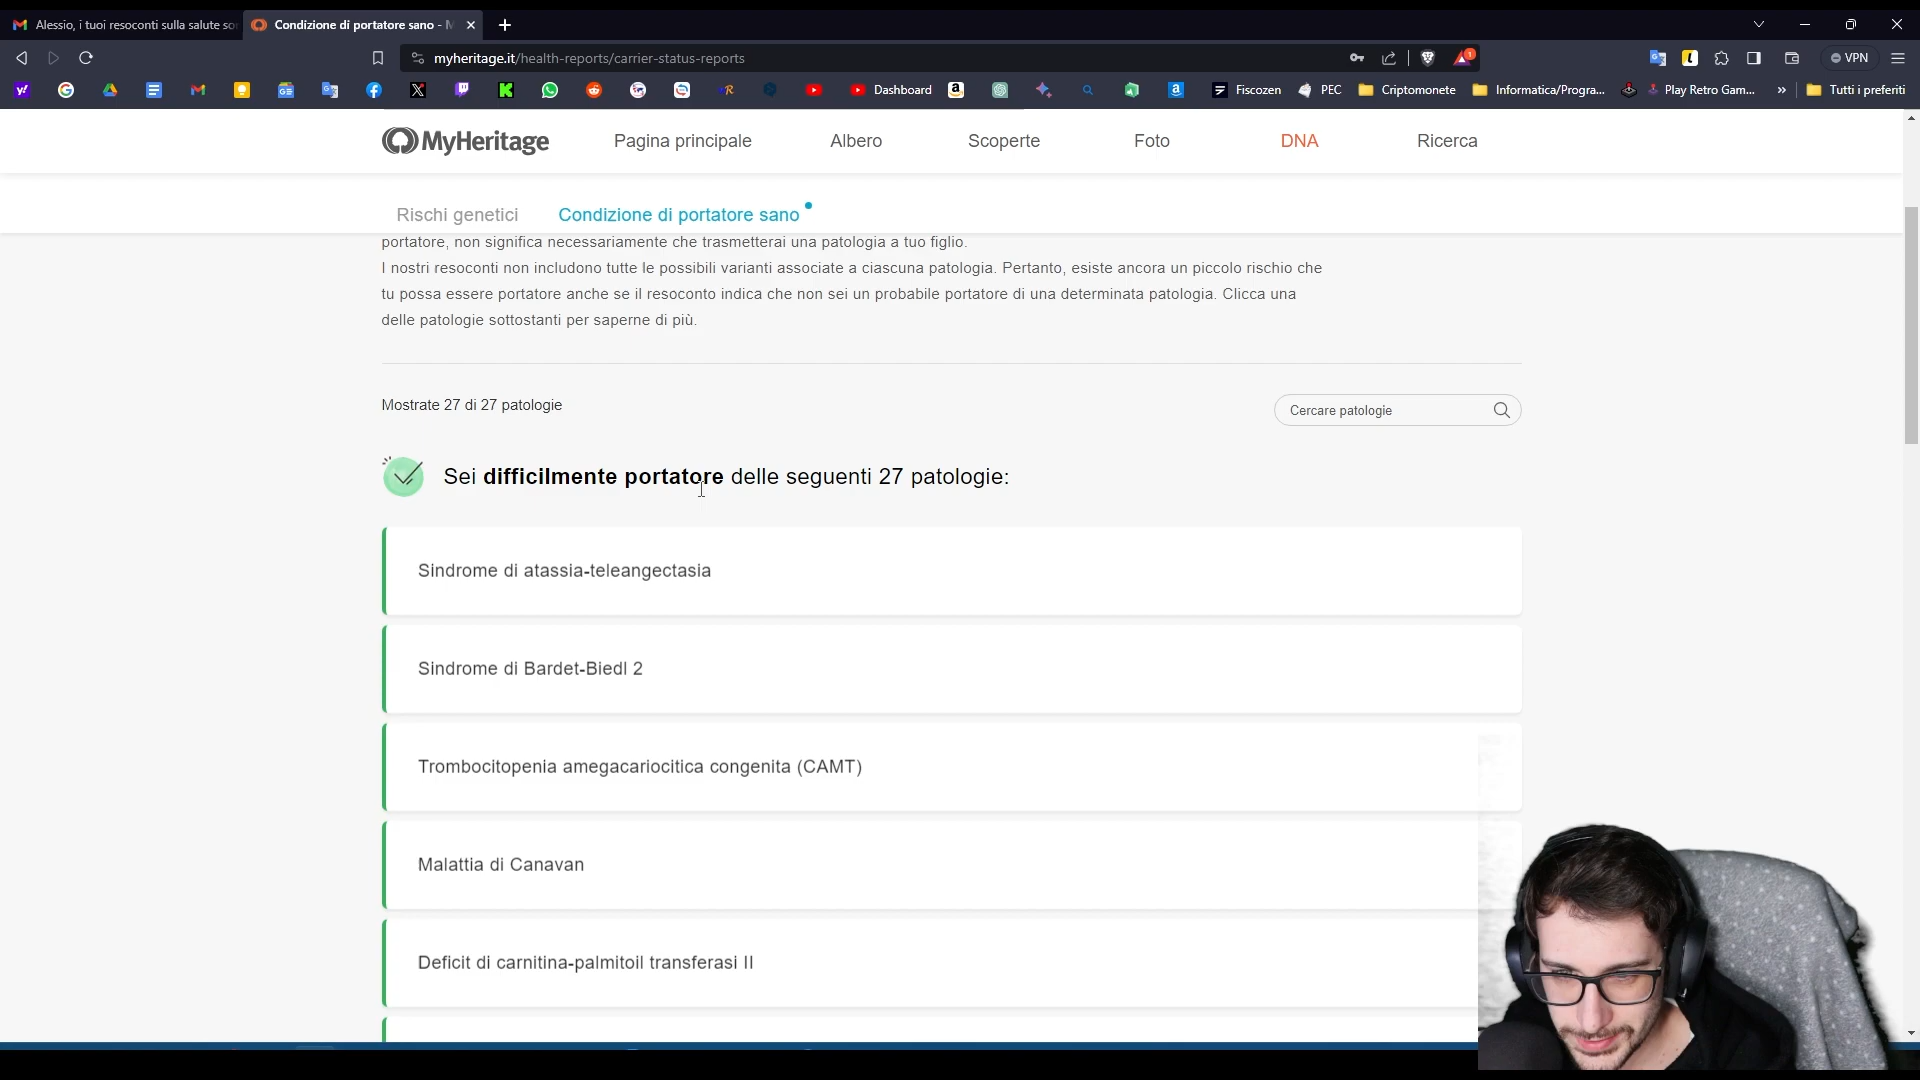 Alessio, i tuoi resoconti sulla salute so
Condizione di portatore sano - M
myheritage.it/health-reports/carrier-status-reports
1
VPN
Dashboard
Fiscozen
PEC
Criptomonete
Informatica/Progra...
Play Retro Gam...
Tutti i preferiti
MyHeritage
Pagina principale
Albero
Scoperte
Foto
DNA
Ricerca
Rischi genetici
Condizione di portatore sano
portatore, non significa necessariamente che trasmetterai una patologia a tuo figlio.
I nostri resoconti non includono tutte le possibili varianti associate a ciascuna patologia. Pertanto, esiste ancora un piccolo rischio che
tu possa essere portatore anche se il resoconto indica che non sei un probabile portatore di una determinata patologia. Clicca una
delle patologie sottostanti per saperne di più.
Mostrate 27 di 27 patologie
Cercare patologie
Sei difficilmente portatore delle seguenti 27 patologie:
Sindrome di atassia-teleangectasia
Sindrome di Bardet-Biedl 2
Trombocitopenia amegacariocitica congenita (CAMT)
Malattia di Canavan
Deficit di carnitina-palmitoil transferasi II